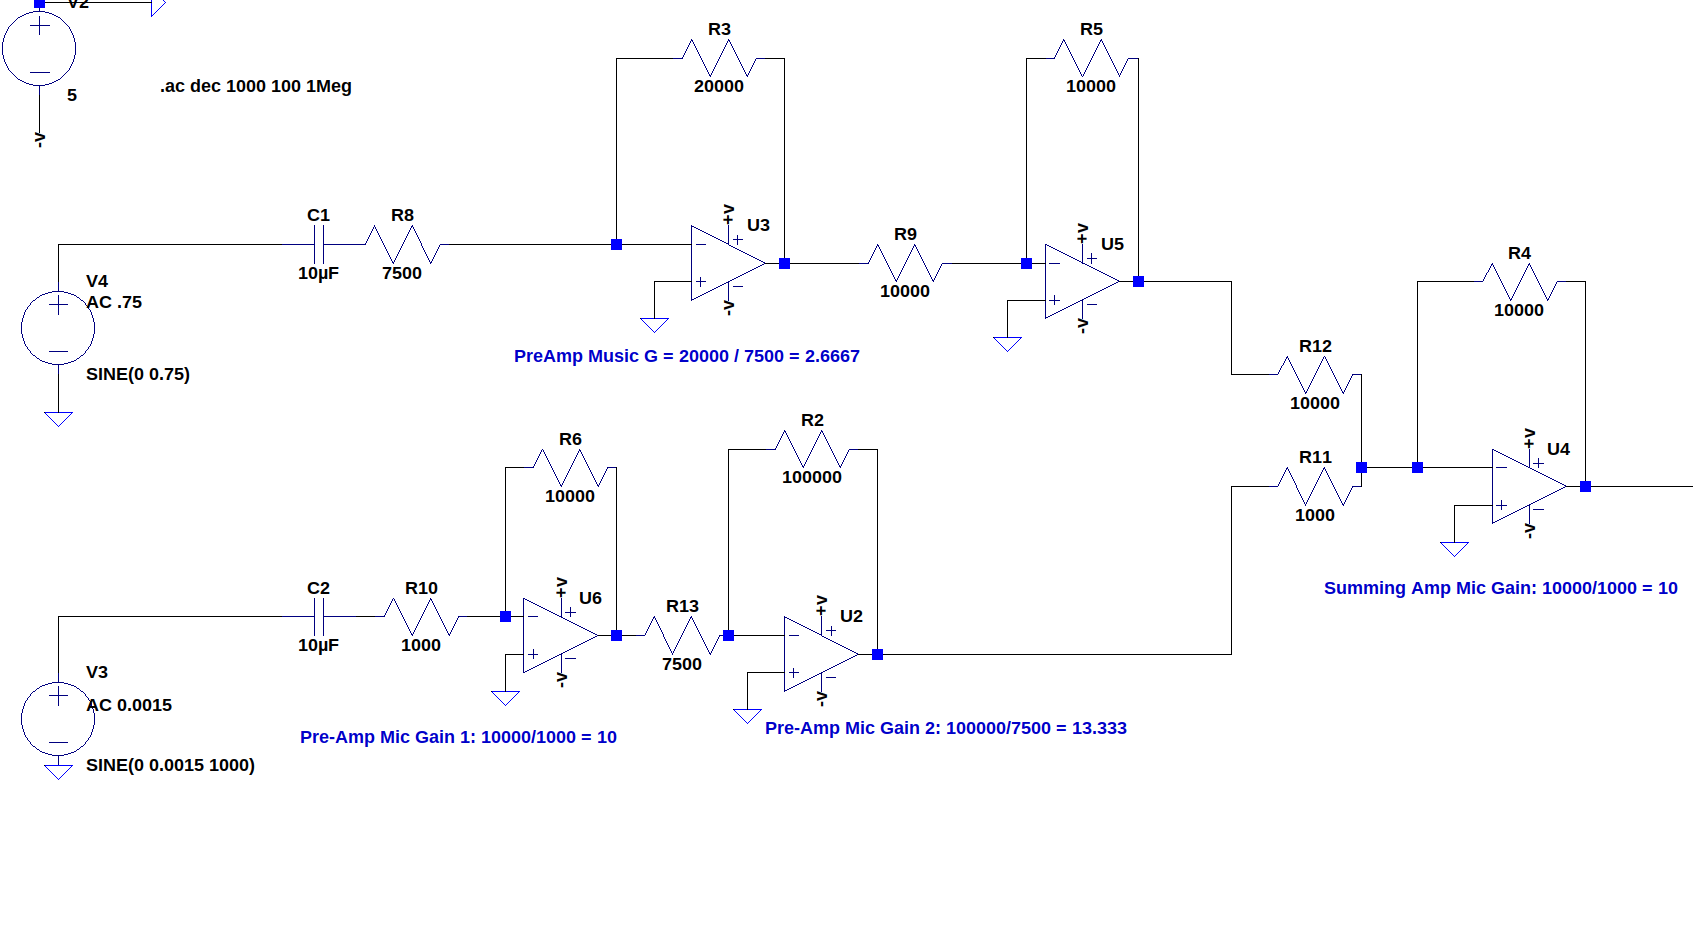 V2
5
-v
.ac dec 1000 100 1Meg
R3
20000
R5
10000
C1
10µF
R8
7500
+v
U3
-v
R9
10000
+v
U5
-v
V4
AC .75
SINE(0 0.75)
PreAmp Music G = 20000 / 7500 = 2.6667
R4
10000
R12
10000
R11
1000
+v
U4
-v
Summing Amp Mic Gain: 10000/1000 = 10
R6
10000
R2
100000
C2
10µF
R10
1000
+v
U6
-v
R13
7500
+v
U2
-v
V3
AC 0.0015
SINE(0 0.0015 1000)
Pre-Amp Mic Gain 1: 10000/1000 = 10
Pre-Amp Mic Gain 2: 100000/7500 = 13.333